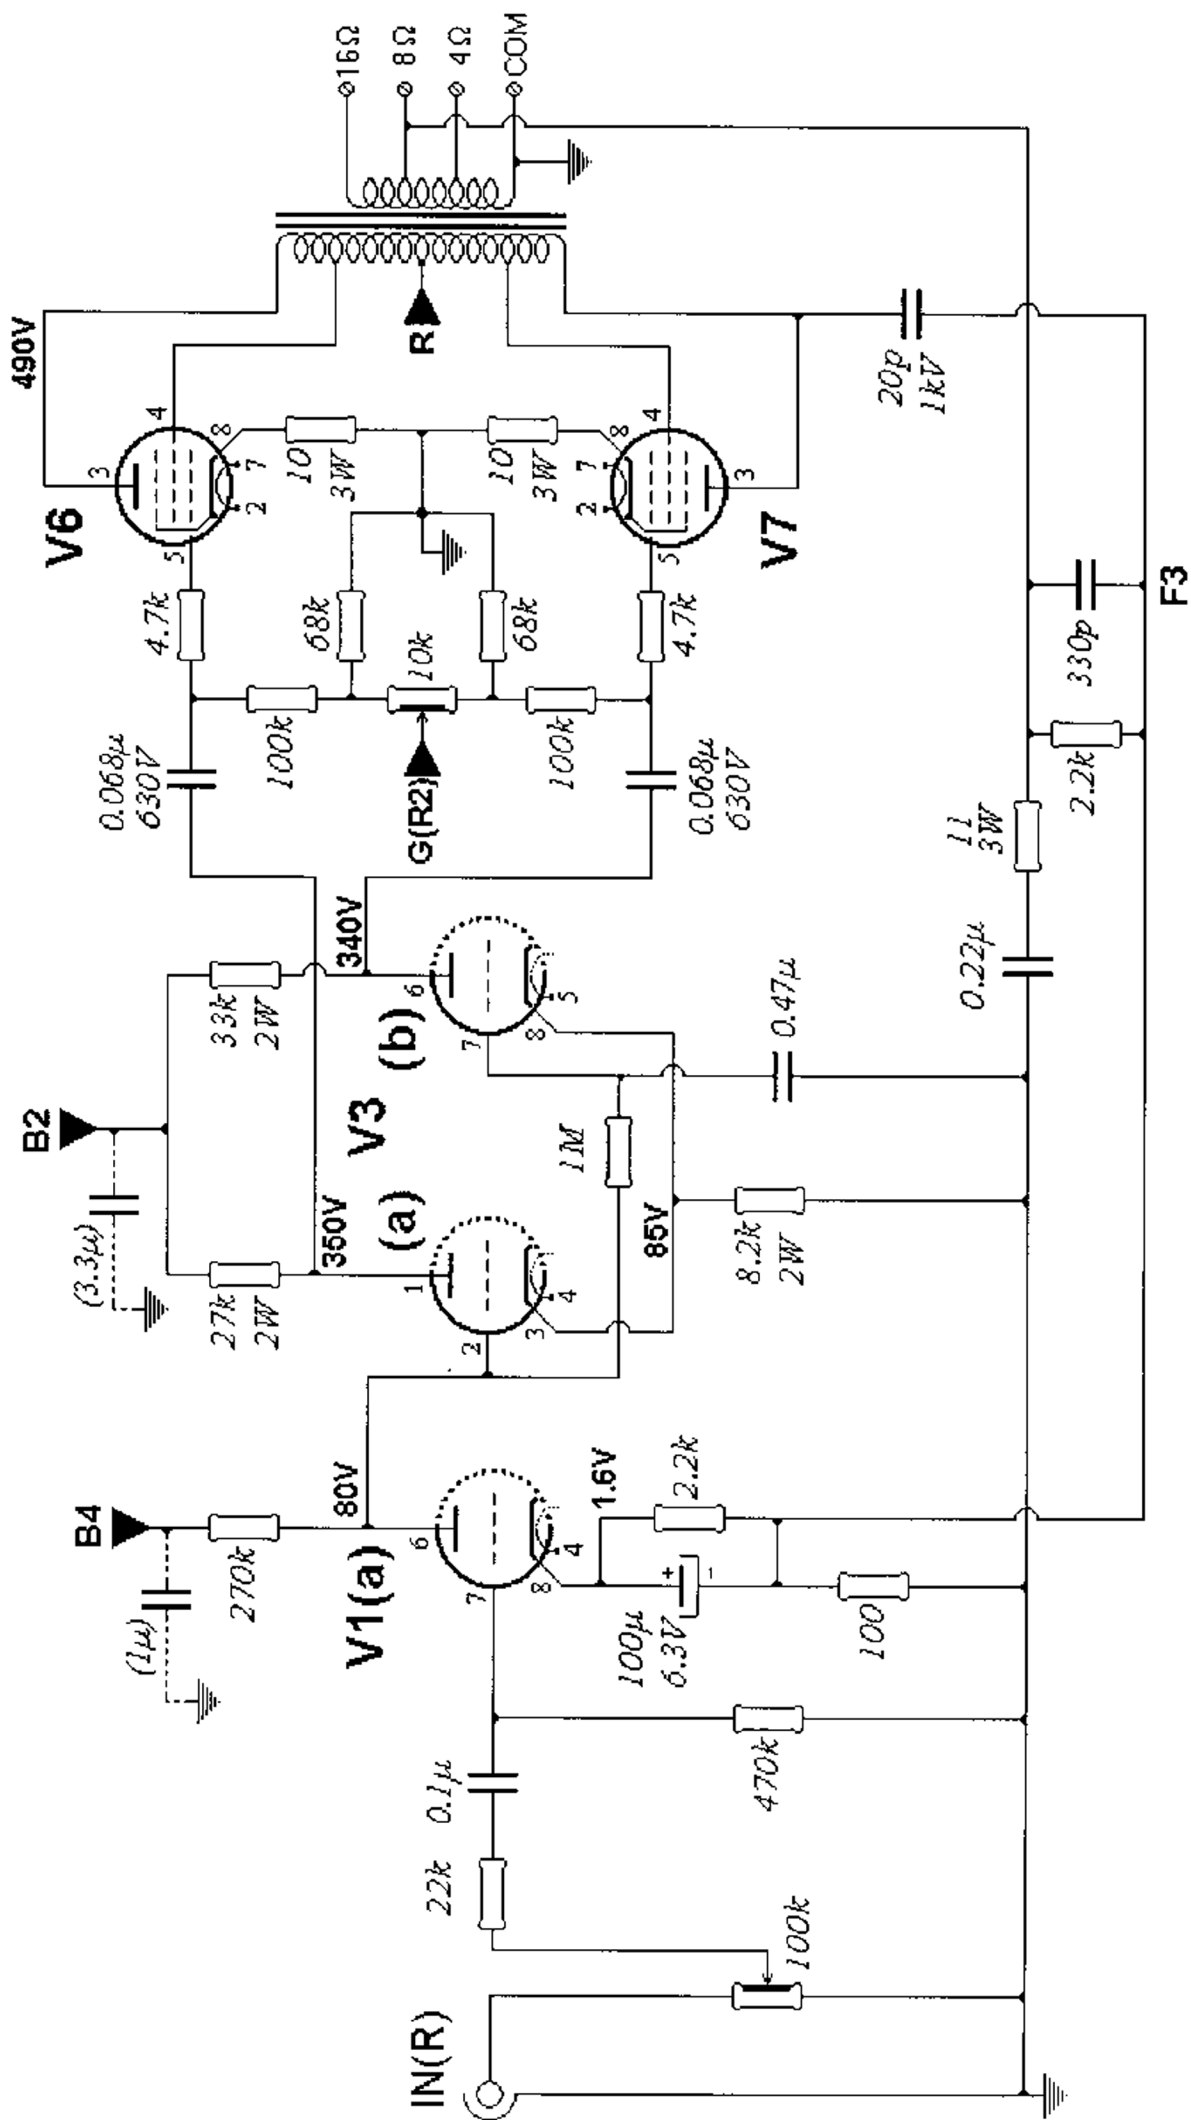 IN(R)
100k
22k
0.1μ
470k
B4
(1μ)
270k
80V
V1(a)
6
7
8
4
1.6V
2.2k
100μ
6.3V
+
100
B2
(3.3μ)
27k
2W
33k
2W
350V
340V
V3
(a)
(b)
1
2
3
4
6
7
8
5
1M
85V
8.2k
2W
0.47μ
0.22μ
11
3W
0.068μ
630V
0.068μ
630V
100k
100k
G(R2)
10k
68k
68k
4.7k
4.7k
V6
V7
5
3
4
8
7
2
5
3
4
8
7
2
10
3W
10
3W
490V
R
20p
1kV
2.2k
330p
F3
16Ω
8Ω
4Ω
COM